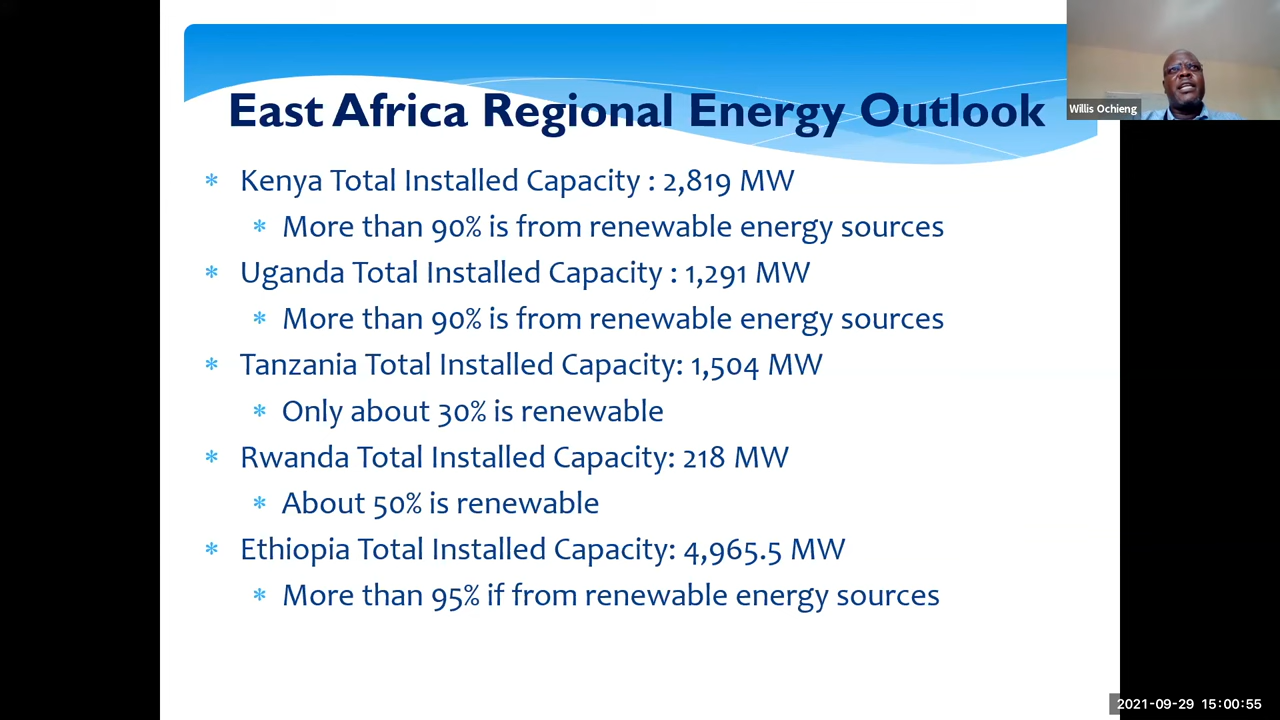 East Africa Regional Energy Outlook
Willis Ochieng
* Kenya Total Installed Capacity : 2,819 MW
* More than 90% is from renewable energy sources
* Uganda Total Installed Capacity : 1,291 MW
* More than 90% is from renewable energy sources
* Tanzania Total Installed Capacity: 1,504 MW
* Only about 30% is renewable
* Rwanda Total Installed Capacity: 218 MW
* About 50% is renewable
* Ethiopia Total Installed Capacity: 4,965.5 MW
* More than 95% if from renewable energy sources
2021-09-29 15:00:55